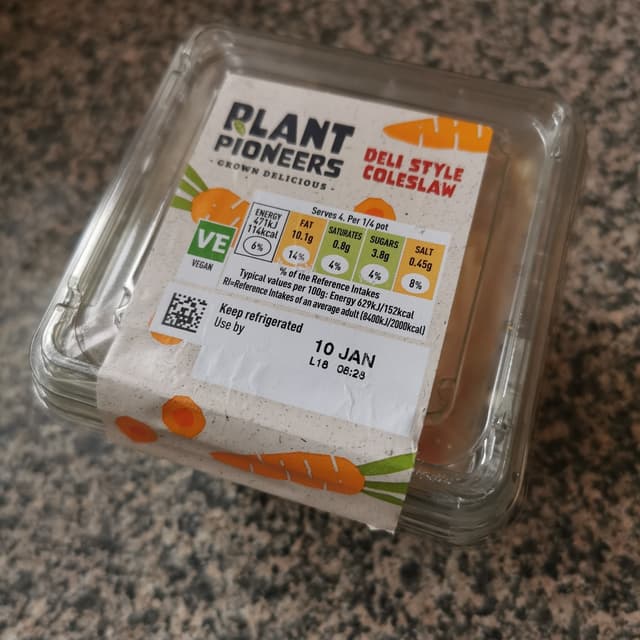 PLANT
PIONEERS
- GROWN DELICIOUS -
DELI STYLE
COLESLAW
Serves 4. Per 1/4 pot
ENERGY
471kJ
114kcal
6%
FAT
10.1g
14%
SATURATES
0.8g
4%
SUGARS
3.8g
4%
SALT
0.45g
8%
% of the Reference Intakes
Typical values per 100g: Energy 629kJ/152kcal
RI=Reference Intakes of an average adult (8400kJ/2000kcal)
VE
VEGAN
Keep refrigerated
Use by
10 JAN
L16 06:28